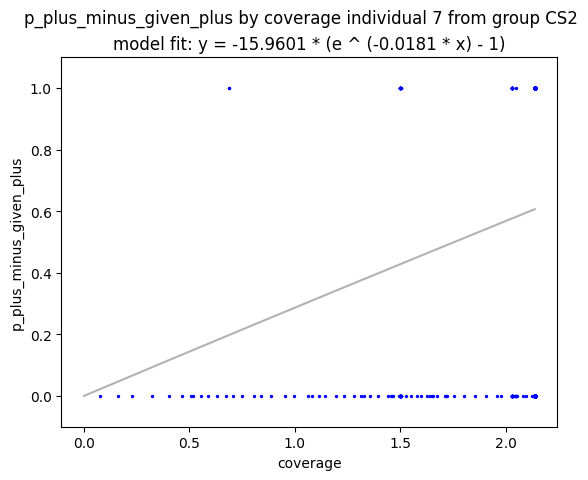 p_plus_minus_given_plus by coverage individual 7 from group CS2
model fit: y = -15.9601 * (e ^ (-0.0181 * x) - 1)
1.0
0.8
0.6
0.4
0.2
0.0
p_plus_minus_given_plus
0.0 0.5 1.0 1.5 2.0
coverage